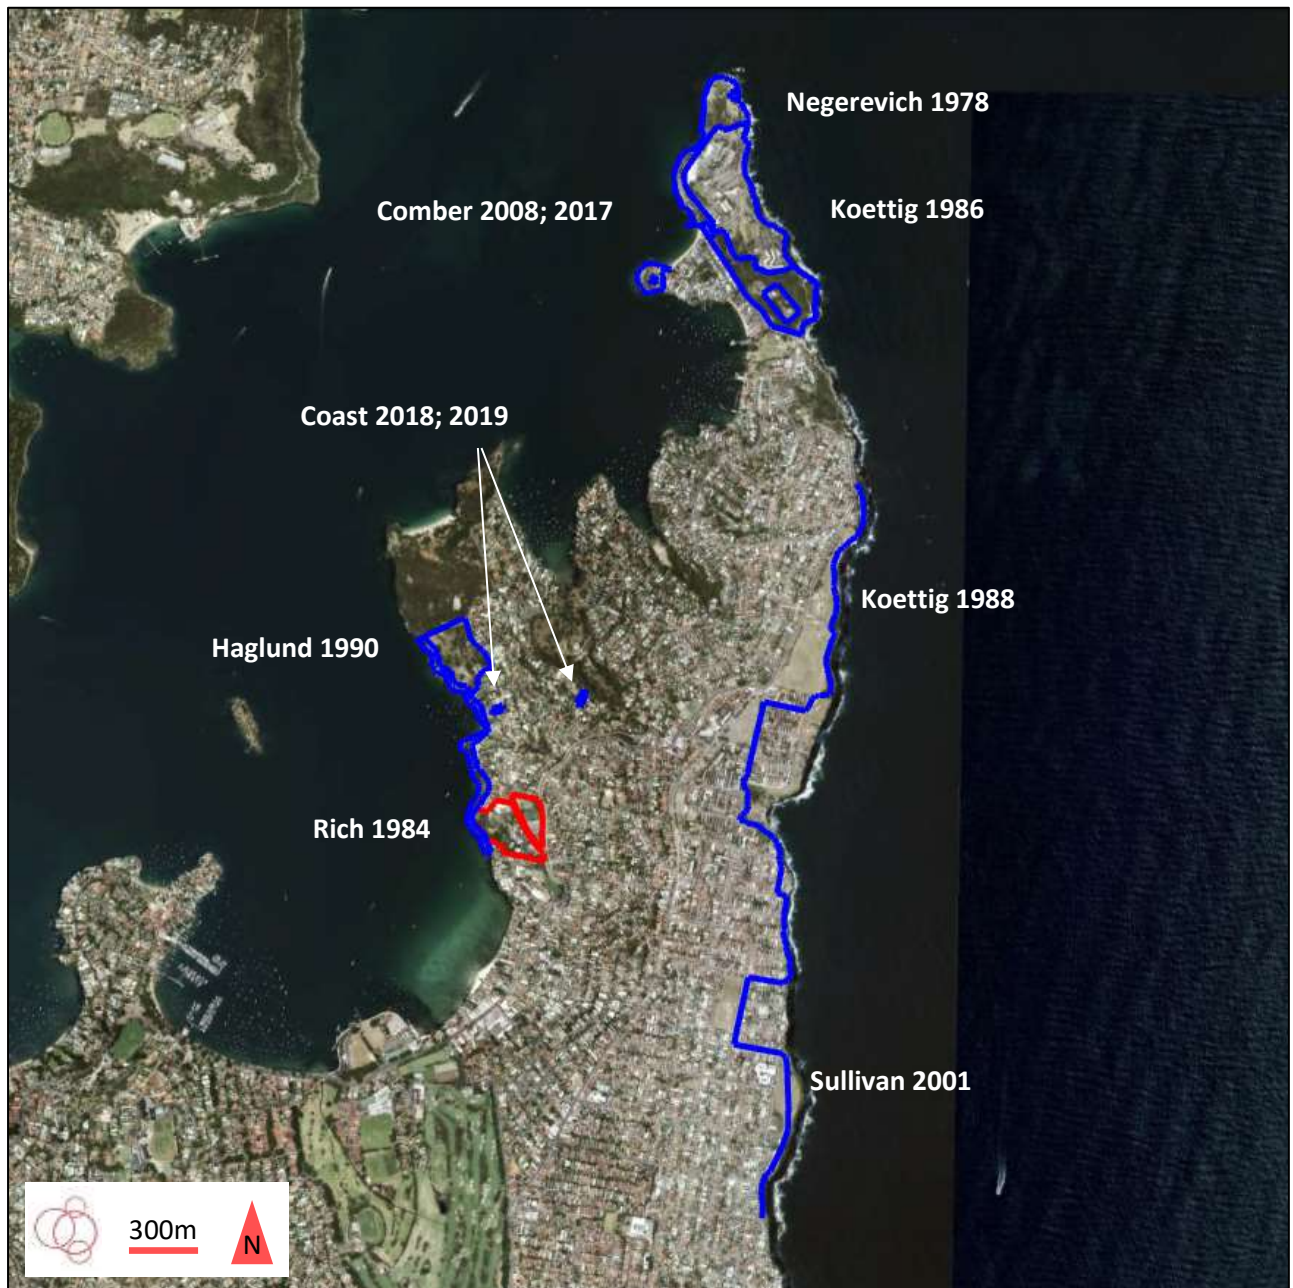 Negerevich 1978
Comber 2008; 2017
Koettig 1986
Coast 2018; 2019
Koettig 1988
Haglund 1990
Rich 1984
Sullivan 2001
300m
N